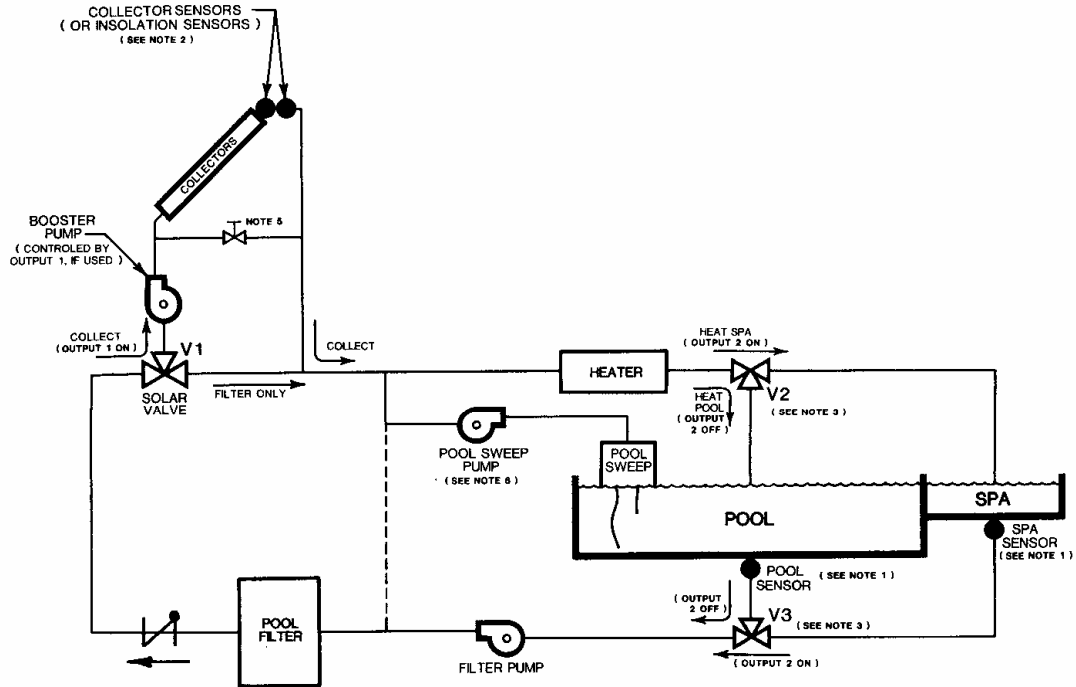 COLLECTOR SENSORS
( OR INSOLATION SENSORS )
( SEE NOTE 2 )
COLLECTORS
NOTE 5
BOOSTER
PUMP
( CONTROLED BY
OUTPUT 1, IF USED )
COLLECT
(OUTPUT 1 ON)
V1
SOLAR
VALVE
FILTER ONLY
COLLECT
HEATER
HEAT SPA
(OUTPUT 2 ON)
HEAT
POOL
(OUTPUT
2 OFF)
V2
(SEE NOTE 3)
POOL SWEEP
PUMP
(SEE NOTE 6)
POOL
SWEEP
POOL
SPA
SPA
SENSOR
(SEE NOTE 1)
POOL
SENSOR
(SEE NOTE 1)
(OUTPUT
2 OFF)
V3
(SEE NOTE 3)
(OUTPUT 2 ON)
POOL
FILTER
FILTER PUMP